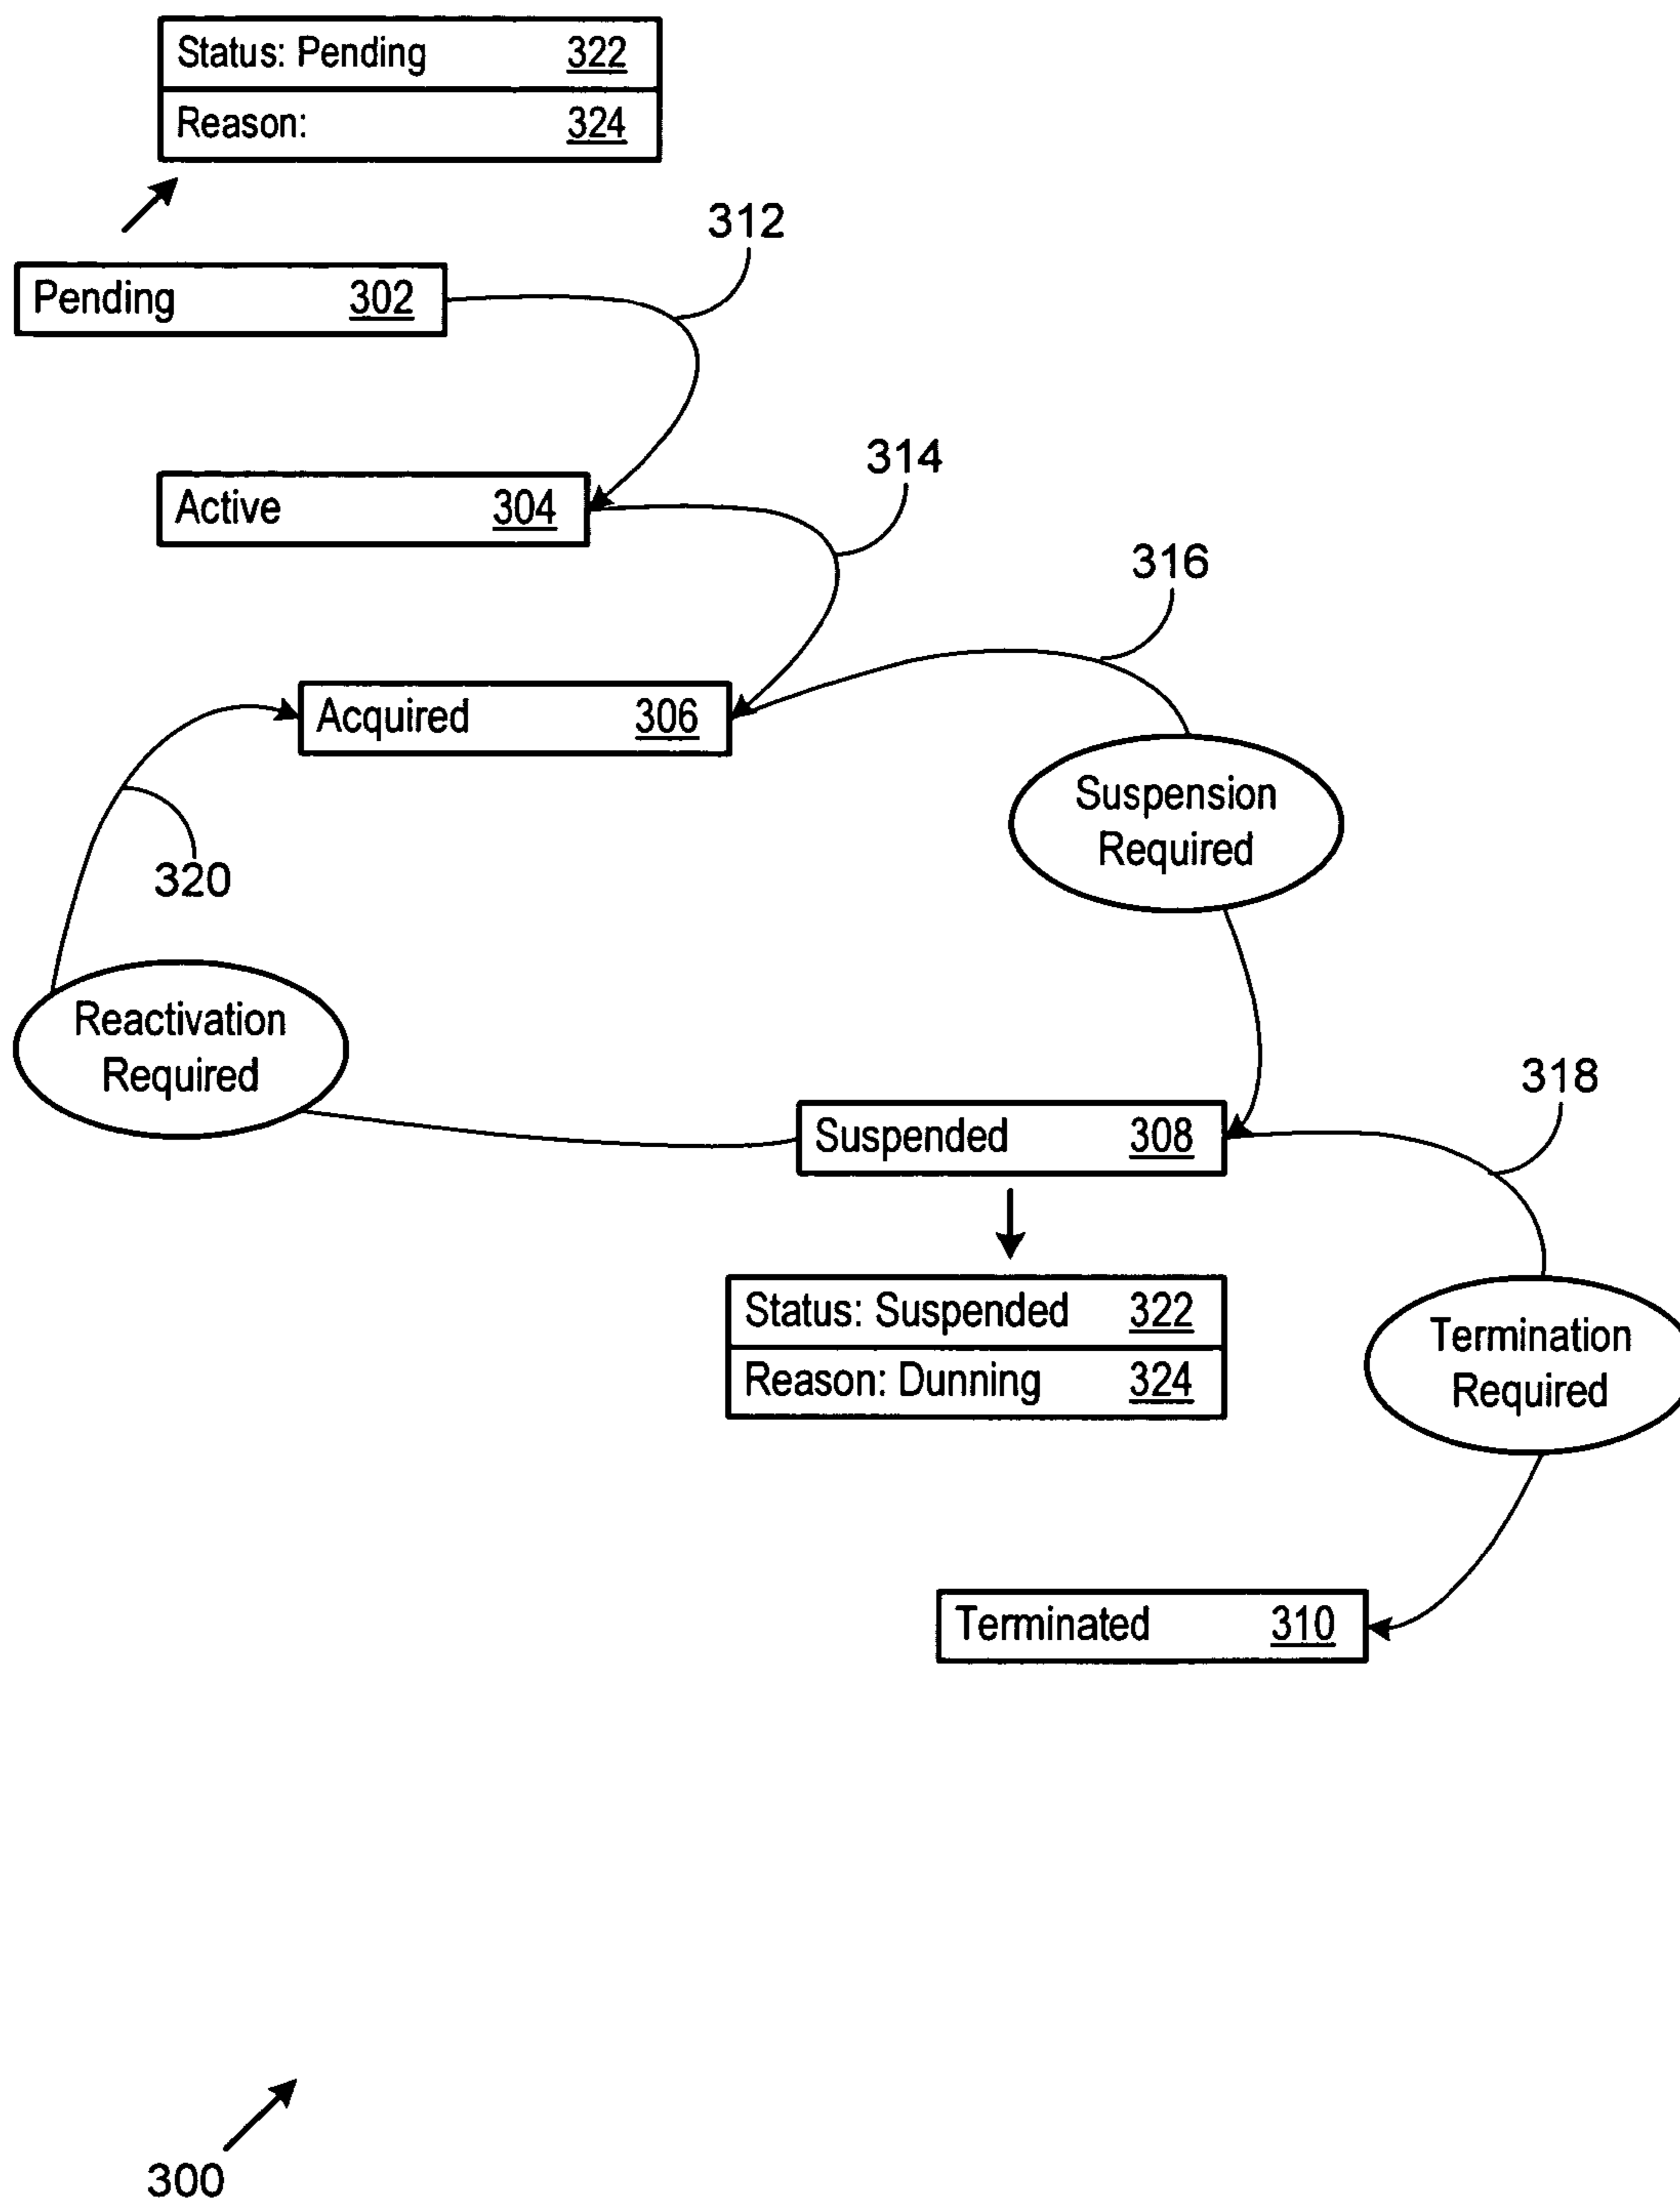 Status: Pending 322
Reason: 324
312
Pending 302
314
Active 304
316
Acquired 306
Suspension
Required
320
Reactivation
Required
318
Suspended 308
Status: Suspended 322
Reason: Dunning 324
Termination
Required
Terminated 310
300